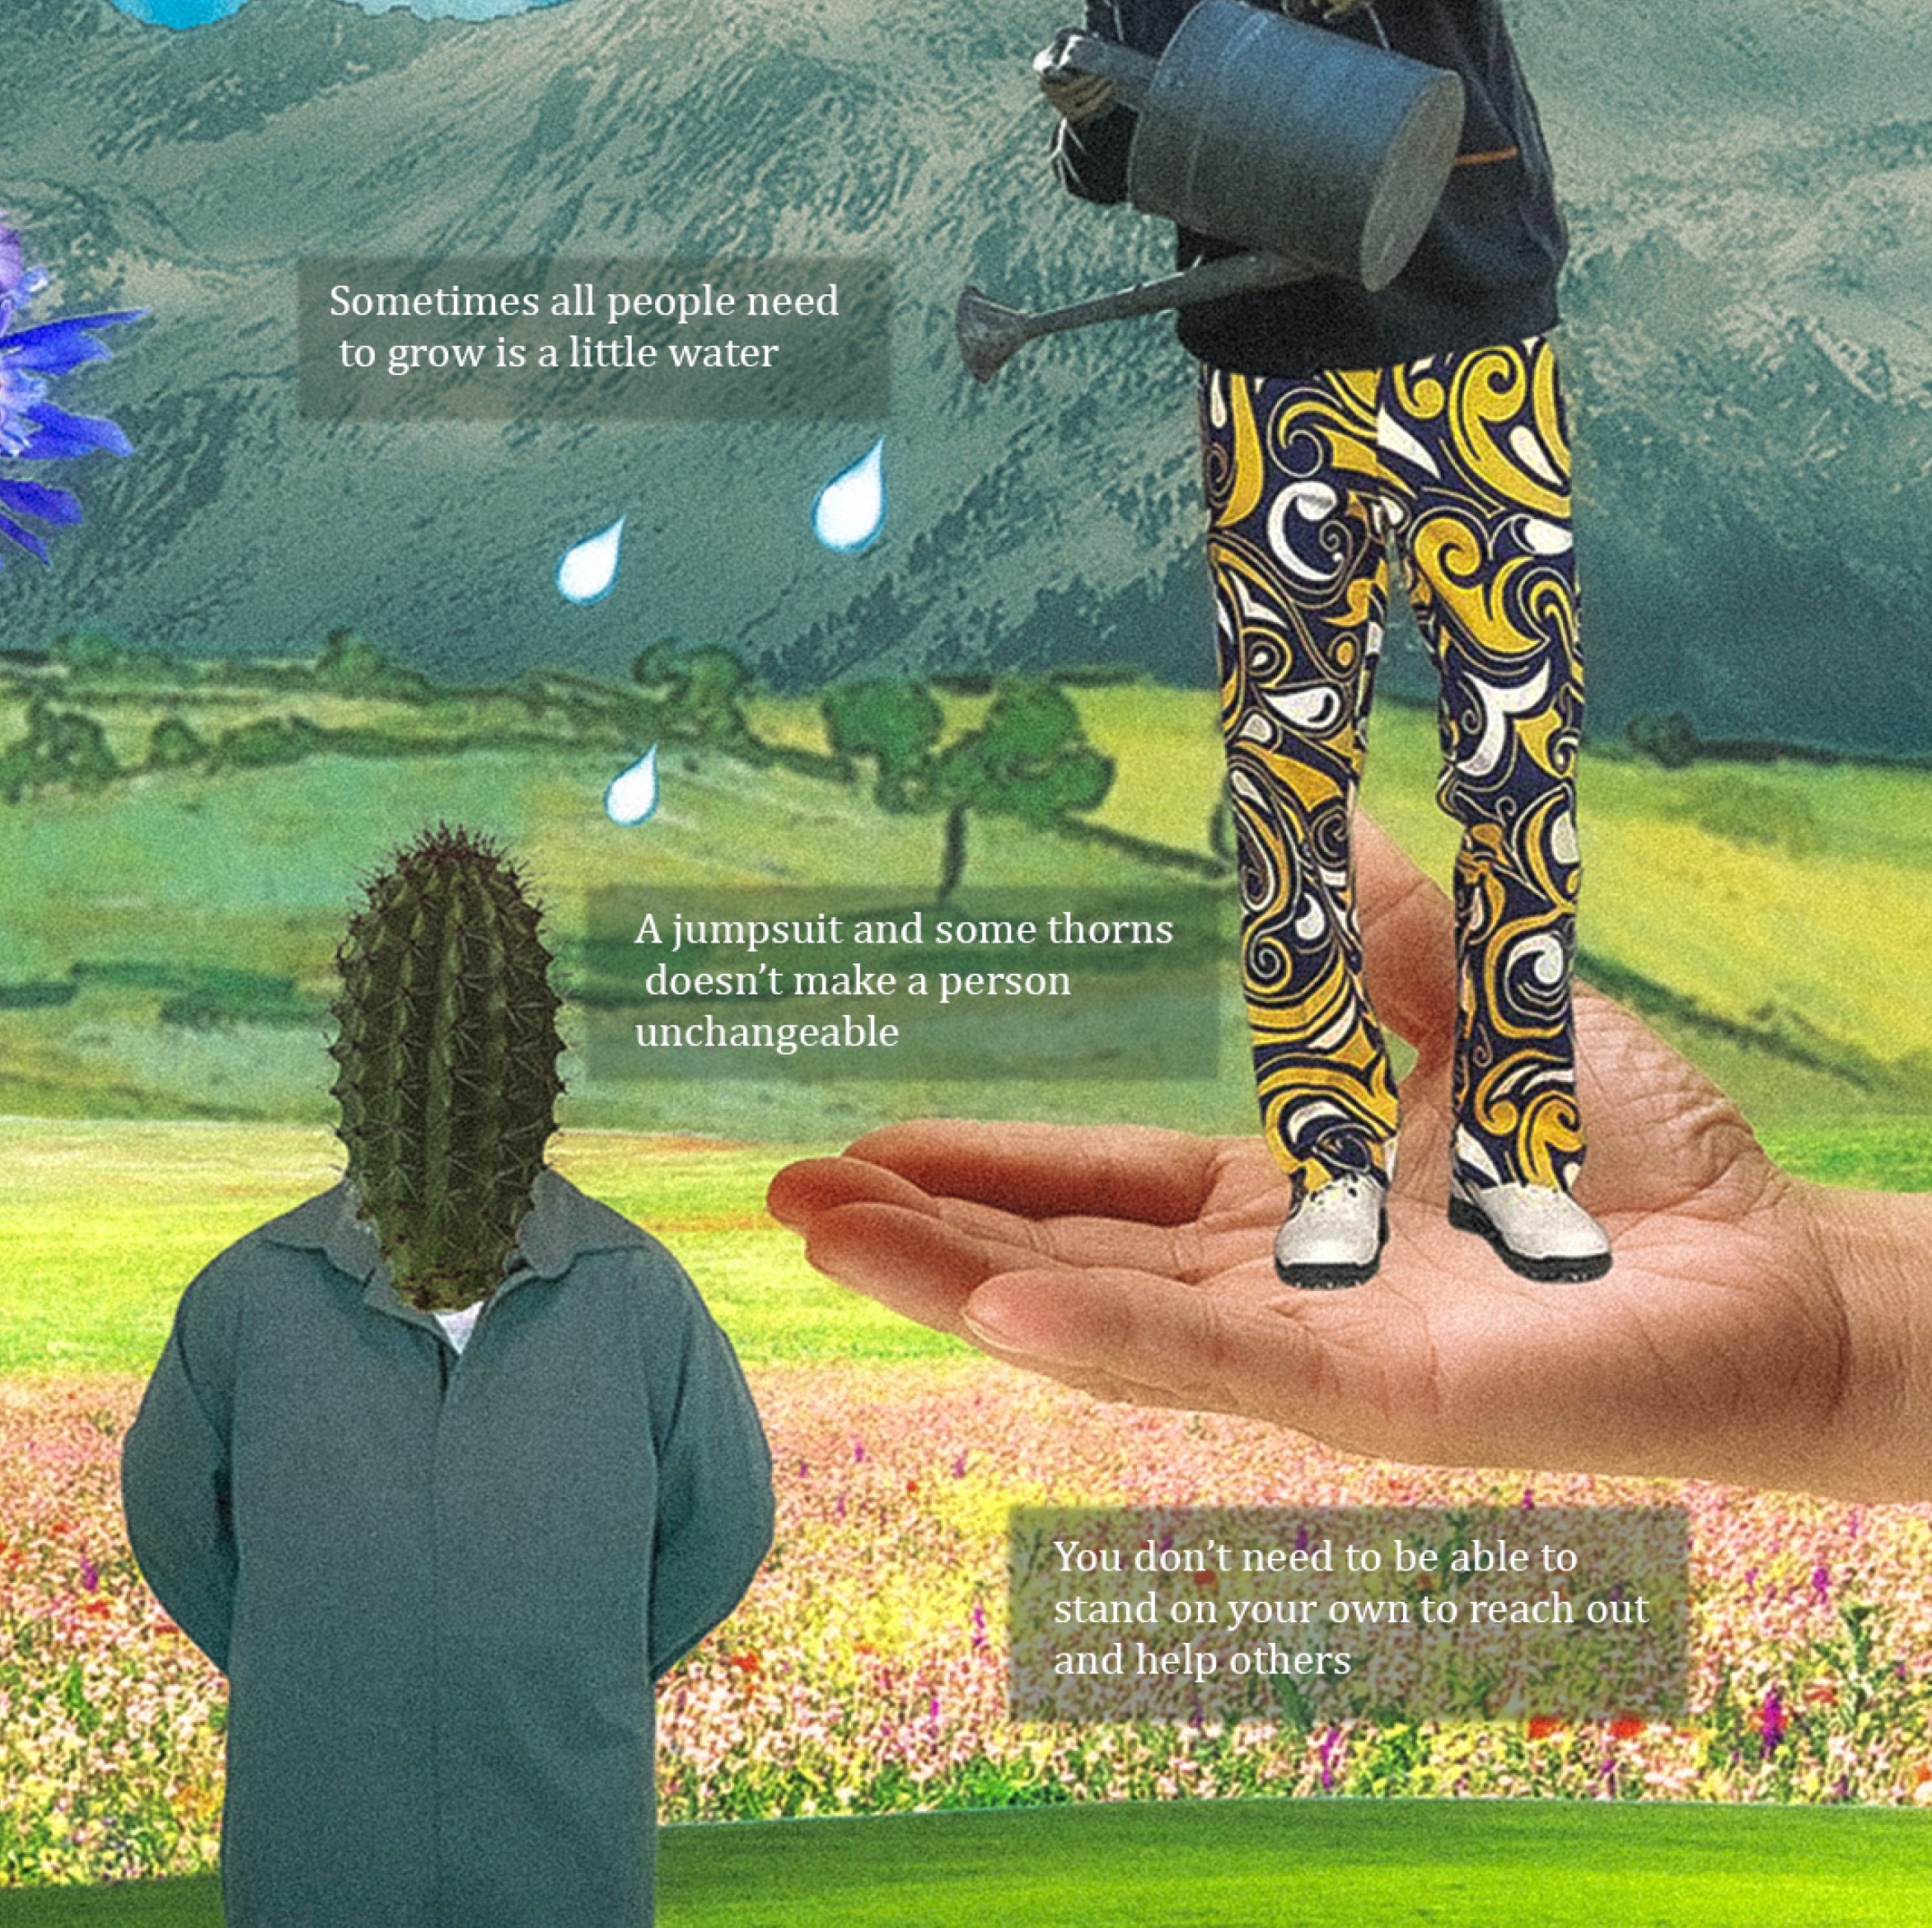 Sometimes all people need
to grow is a little water
A jumpsuit and some thorns
doesn’t make a person
unchangeable
You don’t need to be able to
stand on your own to reach out
and help others